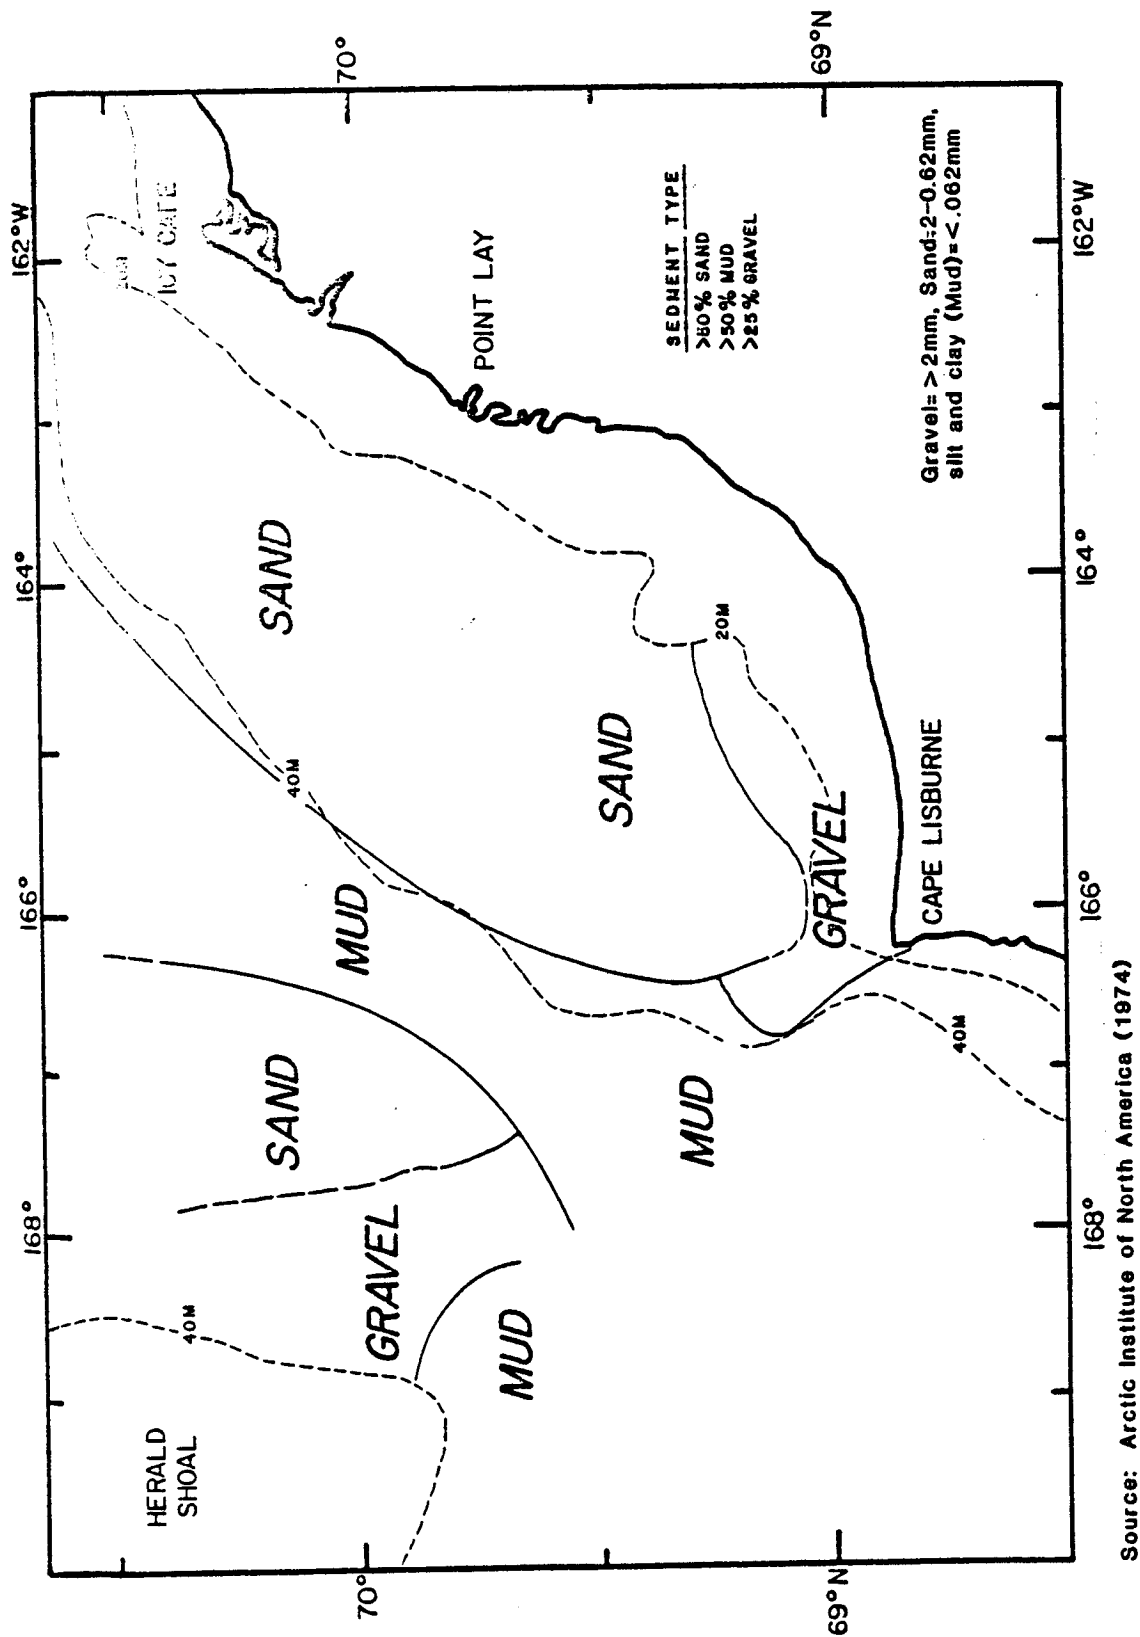 168°
166°
164°
162°W
20M
HERALD
SHOAL
ICY CAPE
40M
SAND
SAND
40M
MUD
70°
70°
GRAVEL
POINT LAY
MUD
SAND
SEDIMENT TYPE
>80% SAND
>50% MUD
>25% GRAVEL
MUD
20M
69°N
69°N
GRAVEL
CAPE LISBURNE
Gravel= >2mm, Sand=2-0.62mm,
silt and clay (Mud)=<.062mm
40M
168°
166°
164°
162°W
Source: Arctic Institute of North America (1974)